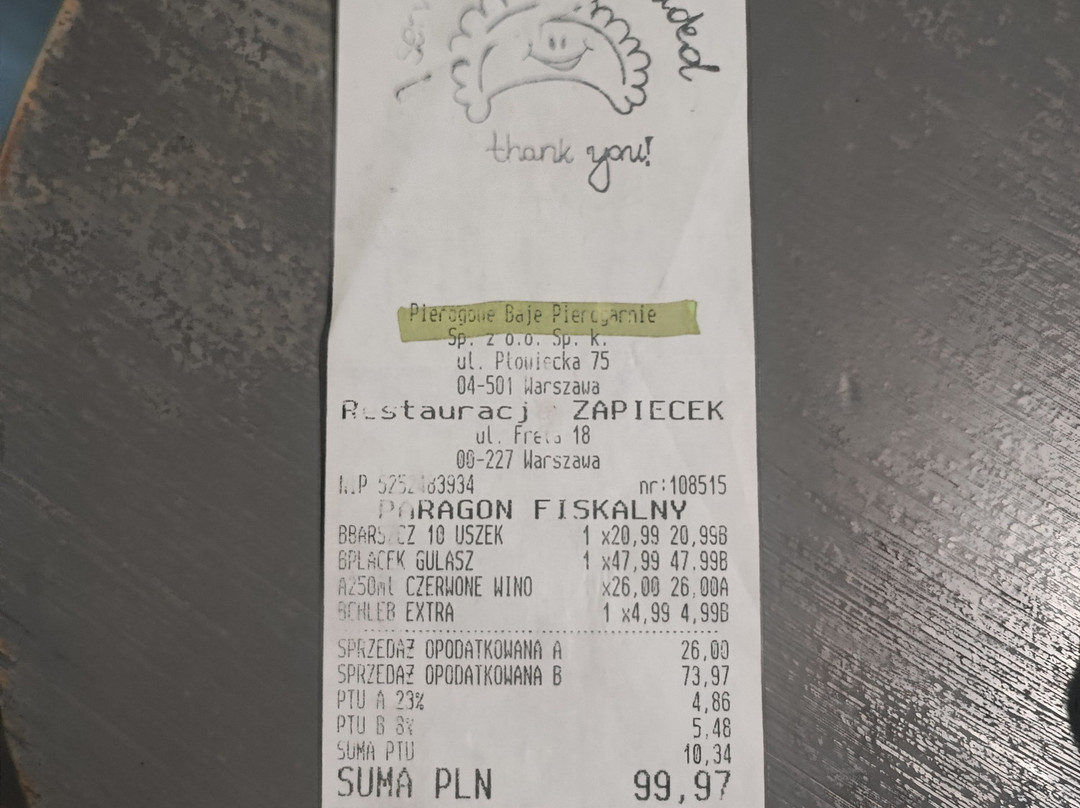 thank you!
Pierogowe Baje Pierogarnie
Sp. z o.o. Sp. k.
ul. Płowiecka 75
04-501 Warszawa
Restauracja ZAPIECEK
ul. Freta 18
00-227 Warszawa
NIP 5252483934 nr:108515
PARAGON FISKALNY
BBARSZCZ 10 USZEK 1 x20,99 20,99B
BPLACEK GULASZ 1 x47,99 47,99B
A250ml CZERWONE WINO x26,00 26,00A
BCHLEB EXTRA 1 x4,99 4,99B
SPRZEDAŻ OPODATKOWANA A 26,00
SPRZEDAŻ OPODATKOWANA B 73,97
PTU A 23% 4,86
PTU B 8% 5,48
SUMA PTU 10,34
SUMA PLN 99,97